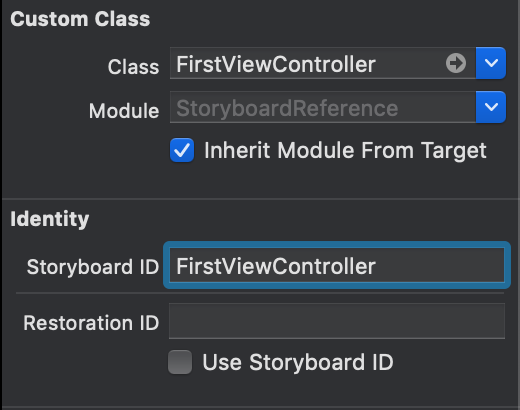 Custom Class
Class FirstViewController
Module StoryboardReference
Inherit Module From Target
Identity
Storyboard ID FirstViewController
Restoration ID
Use Storyboard ID